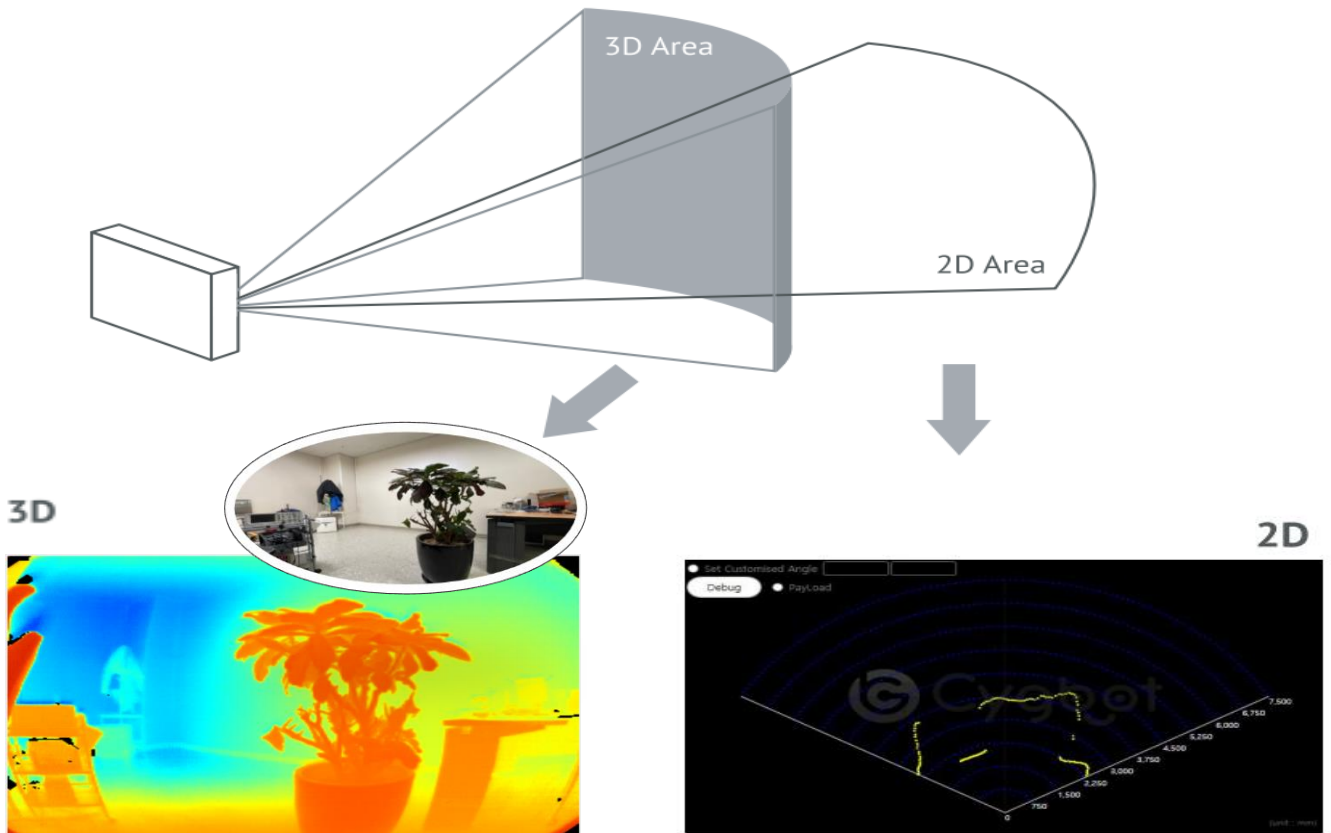 3D Area
2D Area
3D
2D
Set Customised Angle
Debug
PayLoad
Cygbot
7,500
6,750
6,000
5,250
4,500
3,750
3,000
2,250
1,500
750
0
(unit : mm)